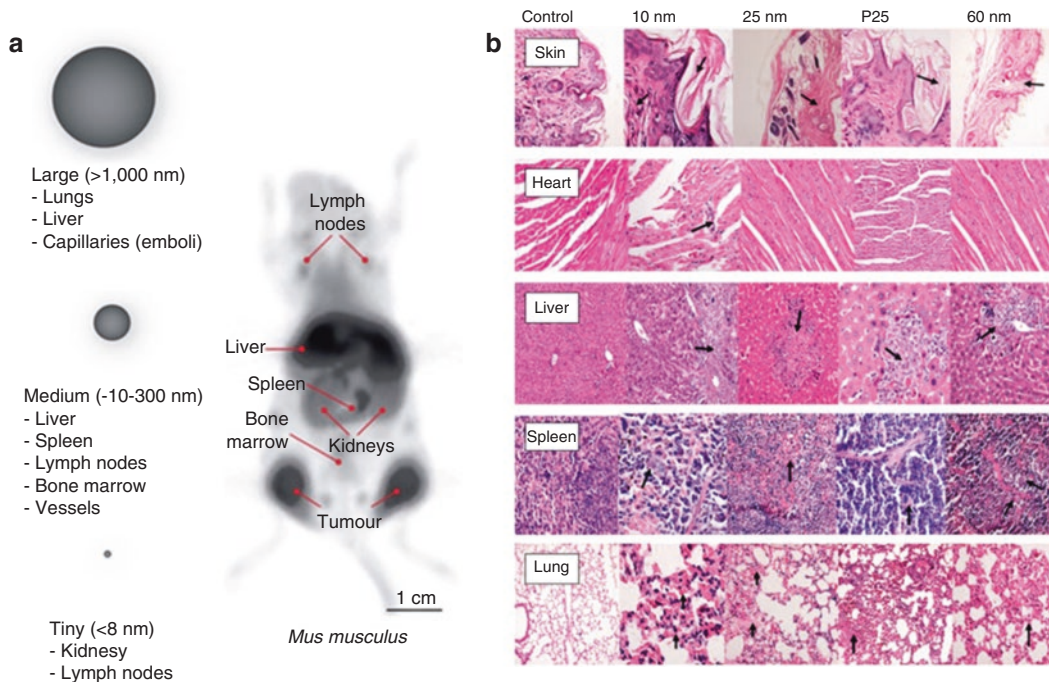 a
Large (>1,000 nm)
- Lungs
- Liver
- Capillaries (emboli)
Medium (-10-300 nm)
- Liver
- Spleen
- Lymph nodes
- Bone marrow
- Vessels
Tiny (<8 nm)
- Kidnesy
- Lymph nodes
Lymph
nodes
Liver
Spleen
Bone
marrow
Kidneys
Tumour
1 cm
Mus musculus
b
Control 10 nm 25 nm P25 60 nm
Skin
Heart
Liver
Spleen
Lung